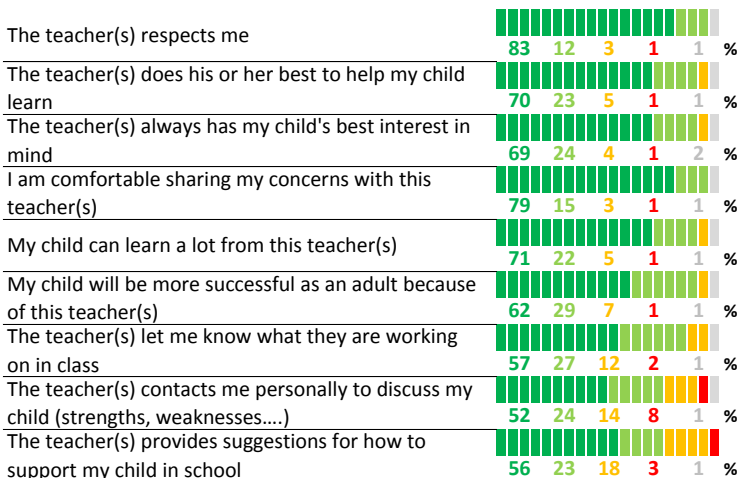 The teacher(s) respects me
83 12 3 1 1 %
The teacher(s) does his or her best to help my child
learn
70 23 5 1 1 %
The teacher(s) always has my child's best interest in
mind
69 24 4 1 2 %
I am comfortable sharing my concerns with this
teacher(s)
79 15 3 1 1 %
My child can learn a lot from this teacher(s)
71 22 5 1 1 %
My child will be more successful as an adult because
of this teacher(s)
62 29 7 1 1 %
The teacher(s) let me know what they are working
on in class
57 27 12 2 1 %
The teacher(s) contacts me personally to discuss my
child (strengths, weaknesses....)
52 24 14 8 1 %
The teacher(s) provides suggestions for how to
support my child in school
56 23 18 3 1 %